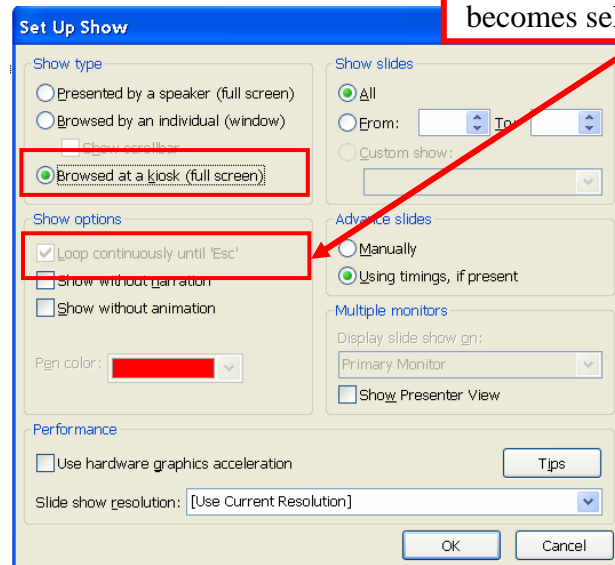 becomes
Set Up Show
Show type
Presented by a speaker (full screen)
Browsed by an individual (window)
Show scrollbar
Browsed at a kiosk (full screen)
Show slides
All
From: To:
Custom show:
Show options
Loop continuously until 'Esc'
Show without narration
Show without animation
Pen color:
Advance slides
Manually
Using timings, if present
Multiple monitors
Display slide show on:
Primary Monitor
Show Presenter View
Performance
Use hardware graphics acceleration
Tips
Slide show resolution: [Use Current Resolution]
OK Cancel